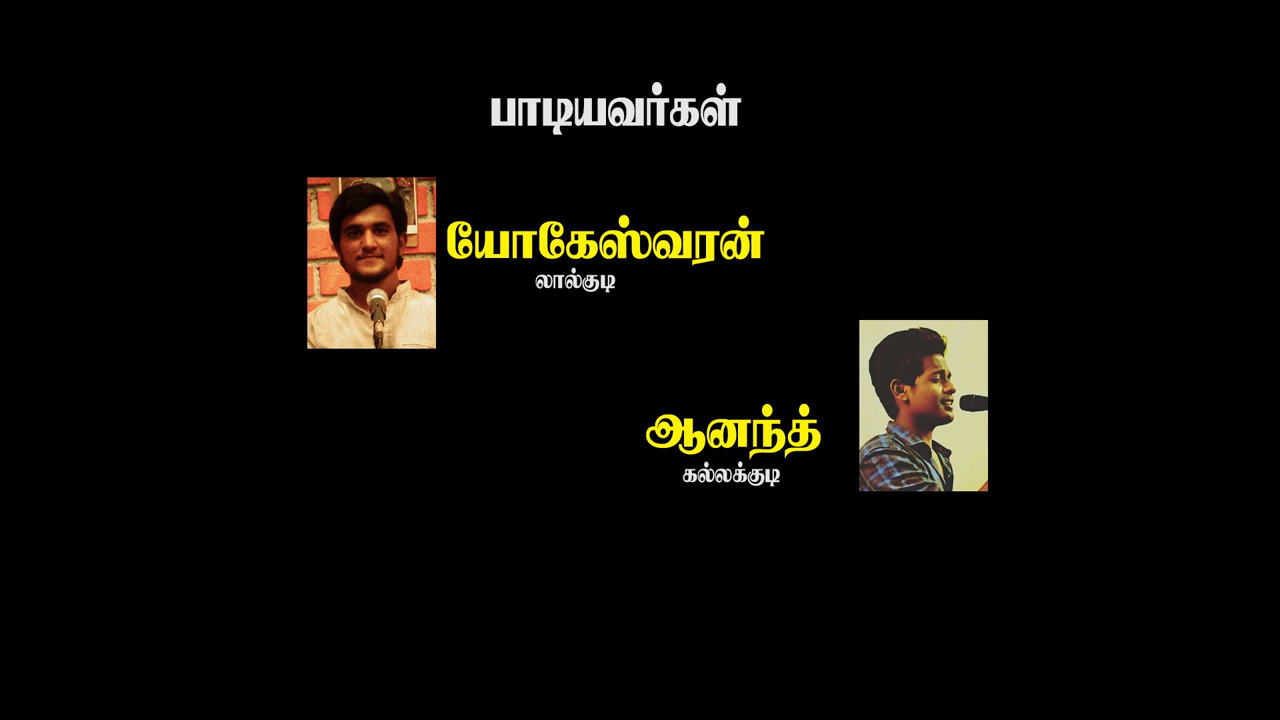 பாடியவர்கள்
யோகேஸ்வரன்
லால்குடி
ஆனந்த்
கல்லக்குடி